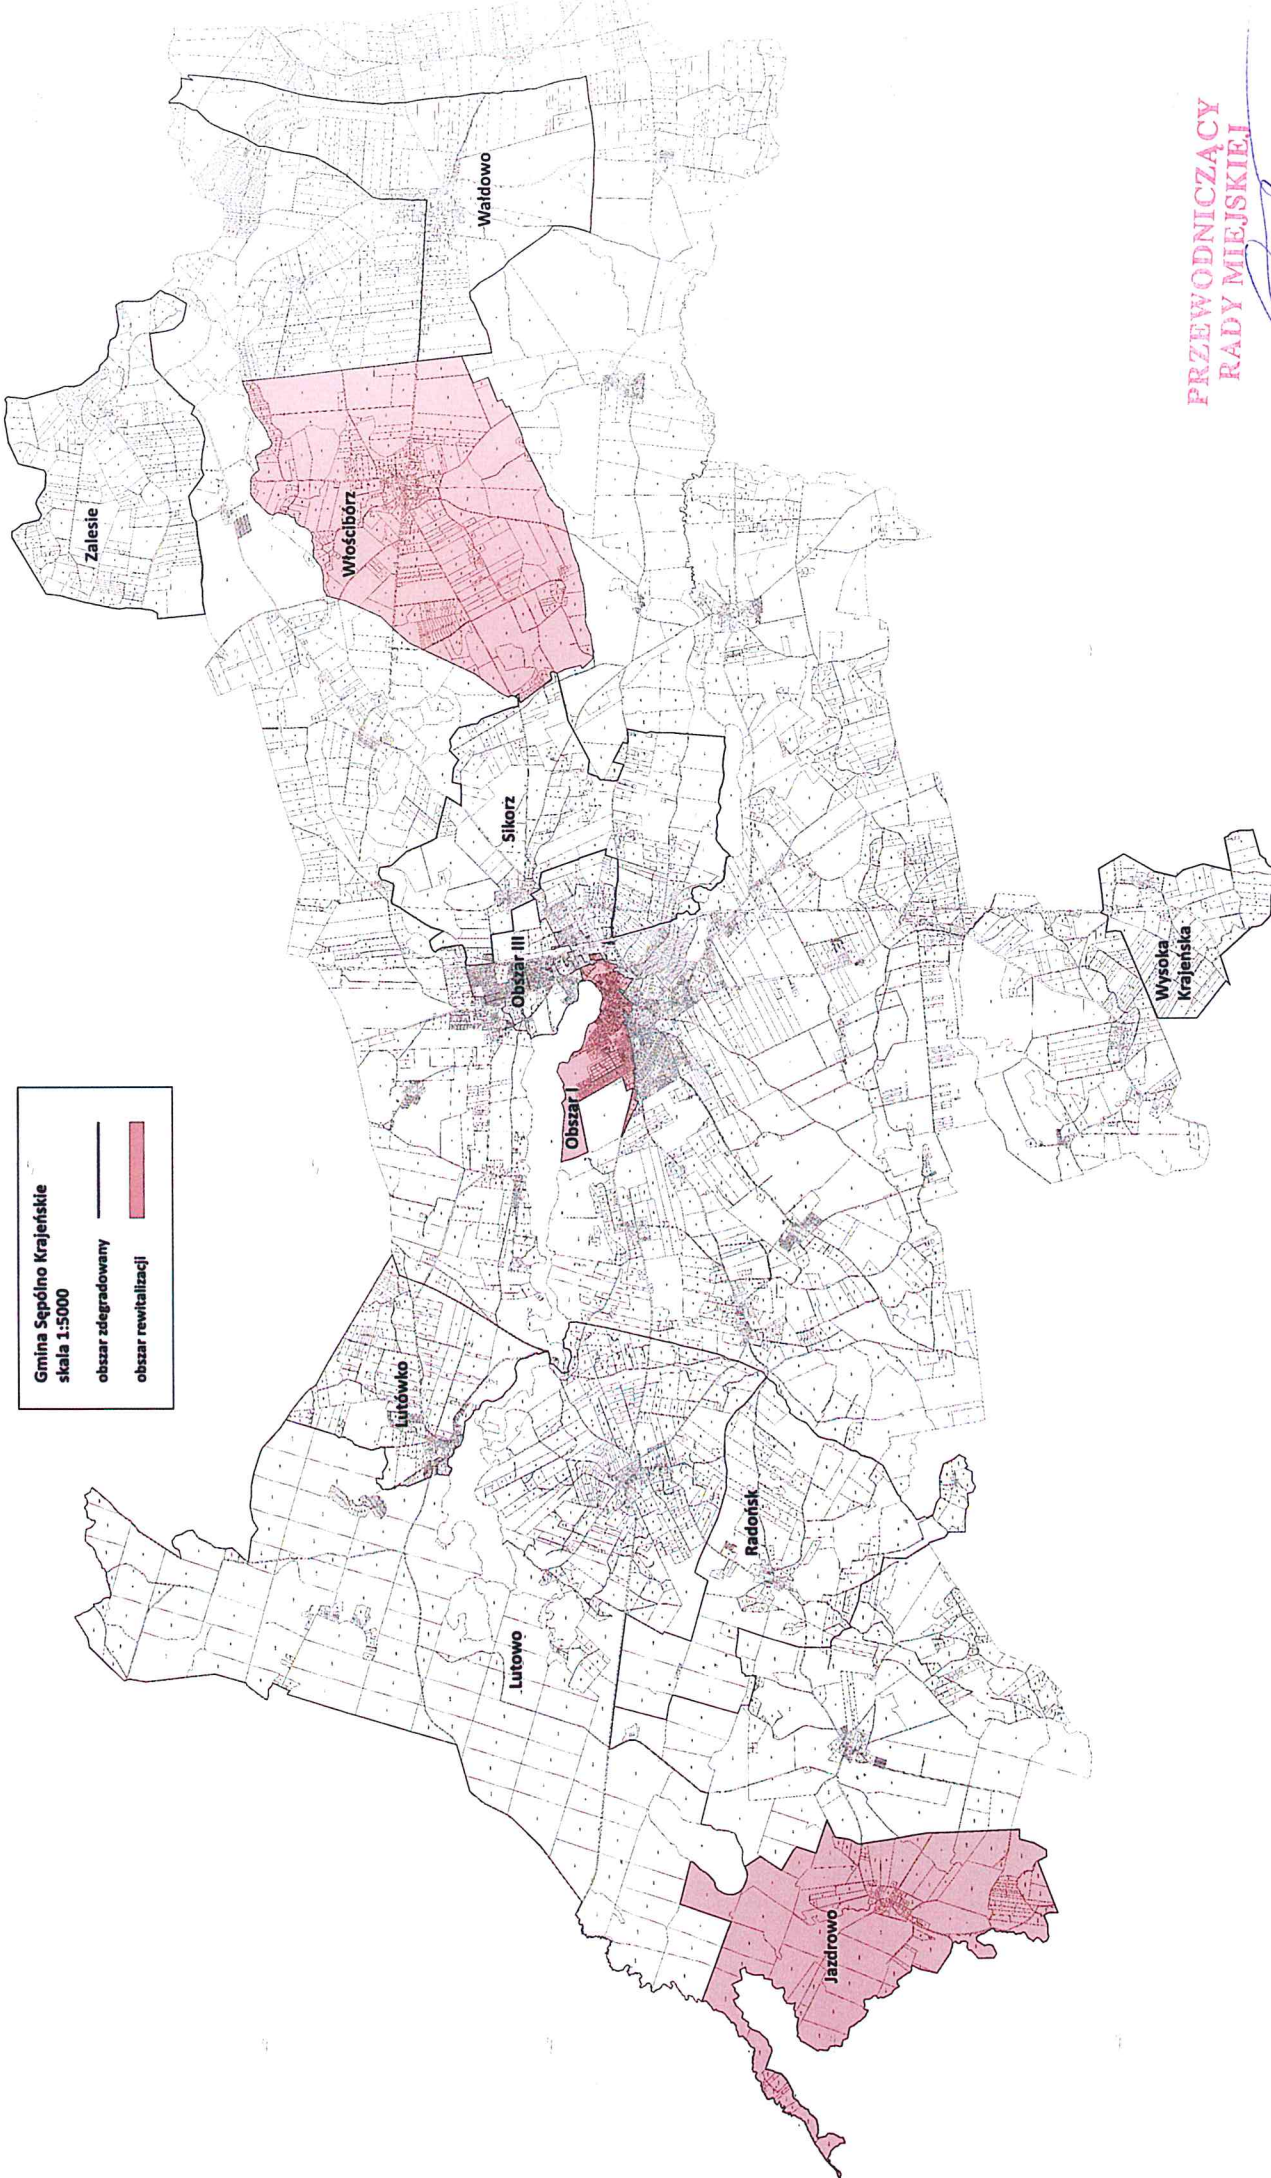 Gmina Sępólno Krajeńskie
skala 1:5000
obszar zdegradowany
obszar rewitalizacji
Zalesie
Wałdowo
Włościbórz
Sikorz
Obszar III
Obszar I
Lutówko
Wysoka
Krajeńska
Radońsk
Lutowo
Jazdrowo
PRZEWODNICZĄCY
RADY MIEJSKIEJ